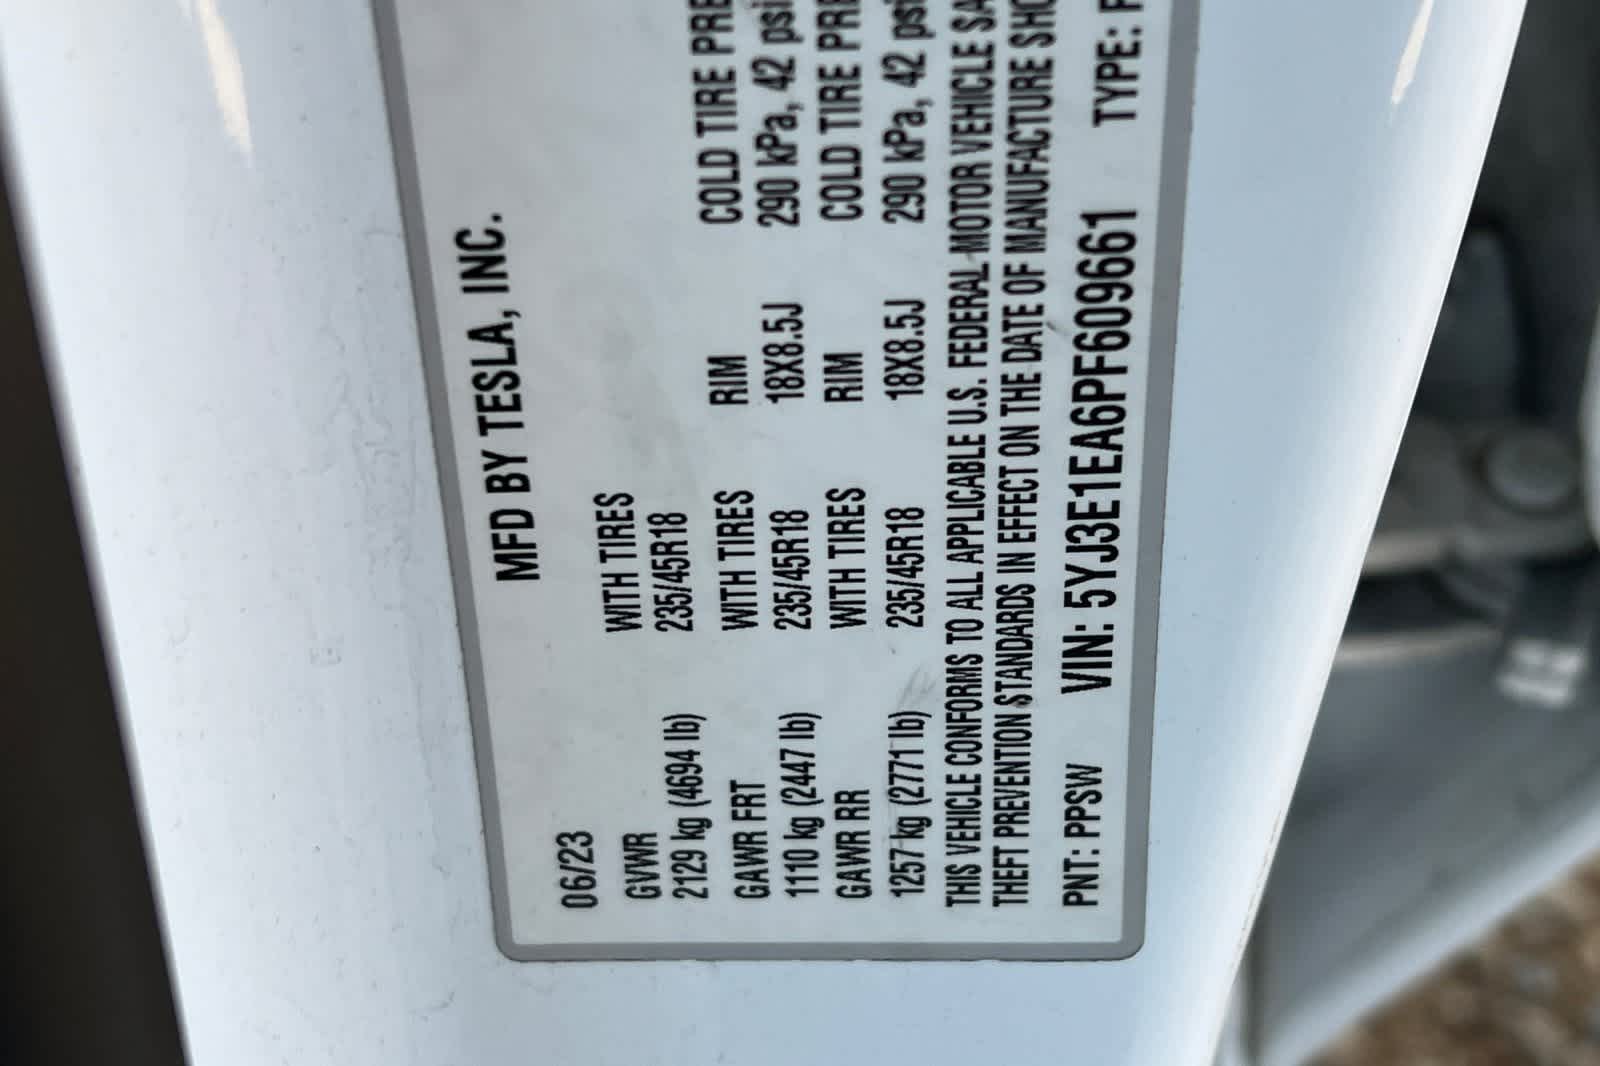 MFD BY TESLA, INC.
06/23
GVWR WITH TIRES
2129 kg (4694 lb) 235/45R18
GAWR FRT WITH TIRES RIM COLD TIRE PRE
1110 kg (2447 lb) 235/45R18 18X8.5J 290 kPa, 42 psi
GAWR RR WITH TIRES RIM COLD TIRE PRE
1257 kg (2771 lb) 235/45R18 18X8.5J 290 kPa, 42 psi
THIS VEHICLE CONFORMS TO ALL APPLICABLE U.S. FEDERAL MOTOR VEHICLE SA
THEFT PREVENTION STANDARDS IN EFFECT ON THE DATE OF MANUFACTURE SHO
PNT: PPSW VIN: 5YJ3E1EA6PF609661 TYPE: P